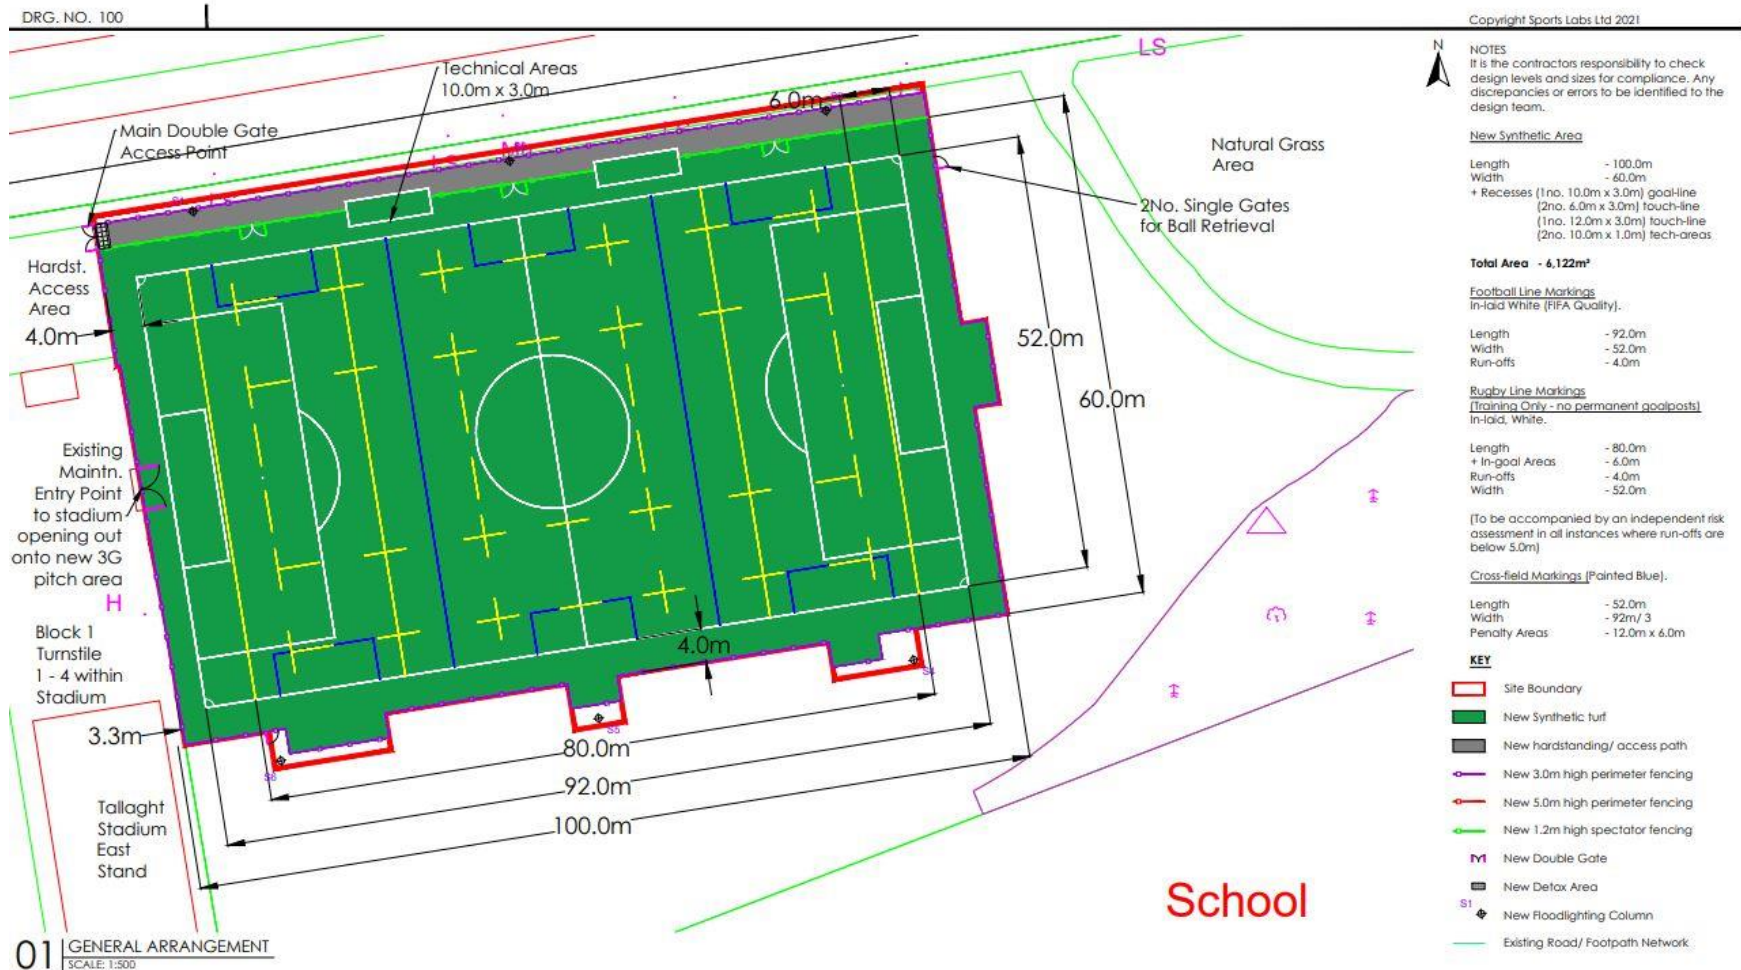 DRG. NO. 100
Copyright Sports Labs Ltd 2021
LS
Technical Areas
10.0m x 3.0m
6.0m
Main Double Gate
Access Point
Natural Grass
Area
2No. Single Gates
for Ball Retrieval
Hardst.
Access
Area
4.0m
52.0m
60.0m
Existing
Maintn.
Entry Point
to stadium
opening out
onto new 3G
pitch area
H
Block 1
Turnstile
1 - 4 within
Stadium
4.0m
S4
3.3m
S5
S6
80.0m
92.0m
100.0m
Tallaght
Stadium
East
Stand
School
01
GENERAL ARRANGEMENT
SCALE: 1:500
N
NOTES
It is the contractors responsibility to check
design levels and sizes for compliance. Any
discrepancies or errors to be identified to the
design team.
New Synthetic Area
Length - 100.0m
Width - 60.0m
+ Recesses (1no. 10.0m x 3.0m) goal-line
(2no. 6.0m x 3.0m) touch-line
(1no. 12.0m x 3.0m) touch-line
(2no. 10.0m x 1.0m) tech-areas
Total Area - 6,122m²
Football Line Markings
In-laid White (FIFA Quality).
Length - 92.0m
Width - 52.0m
Run-offs - 4.0m
Rugby Line Markings
(Training Only - no permanent goalposts)
In-laid, White.
Length - 80.0m
+ In-goal Areas - 6.0m
Run-offs - 4.0m
Width - 52.0m
(To be accompanied by an independent risk
assessment in all instances where run-offs are
below 5.0m)
Cross-field Markings (Painted Blue).
Length - 52.0m
Width - 92m/ 3
Penalty Areas - 12.0m x 6.0m
KEY
Site Boundary
New Synthetic turf
New hardstanding/ access path
New 3.0m high perimeter fencing
New 5.0m high perimeter fencing
New 1.2m high spectator fencing
New Double Gate
New Detox Area
S1
New Floodlighting Column
Existing Road/ Footpath Network